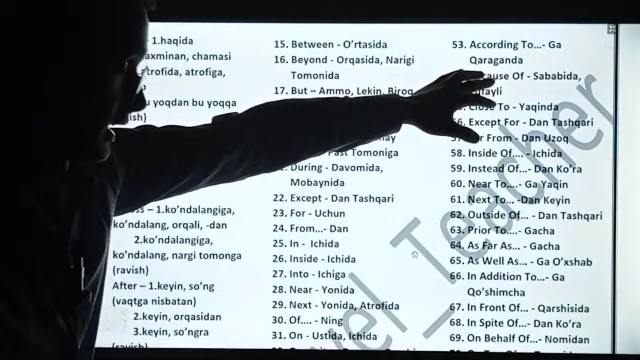 – 1.haqida
axminan, chamasi
atrofida, atrofiga,
yoqdan bu yoqqa
– 1.ko'ndalangiga,
ko'ndalang, orqali, -dan
2.ko'ndalangiga,
ko'ndalang, nargi tomonga
(ravish)
After – 1.keyin, so'ng
(vaqtga nisbatan)
2.keyin, orqasidan
3.keyin, so'ngra
(ravish)
15. Between - O'rtasida
16. Beyond - Orqasida, Narigi
Tomonida
17. But – Ammo, Lekin, Biroq
Past Tomoniga
During - Davomida,
Mobaynida
22. Except - Dan Tashqari
23. For - Uchun
24. From...- Dan
25. In - Ichida
26. Inside - Ichida
27. Into - Ichiga
28. Near - Yonida
29. Next - Yonida, Atrofida
30. Of.... - Ning
31. On - Ustida, Ichida
53. According To...- Ga
Qaraganda
Of - Sababida,
Close To - Yaqinda
Except For - Dan Tashqari
From - Dan Uzoq
58. Inside Of.... - Ichida
59. Instead Of... - Dan Ko'ra
60. Near To....- Ga Yaqin
61. Next To... -Dan Keyin
62. Outside Of... - Dan Tashqari
63. Prior To.... - Gacha
64. As Far As... - Gacha
65. As Well As... - Ga O'xshab
66. In Addition To... - Ga
Qo'shimcha
67. In Front Of... - Qarshisida
68. In Spite Of... - Dan Ko'ra
69. On Behalf Of... - Nomidan
Teacher